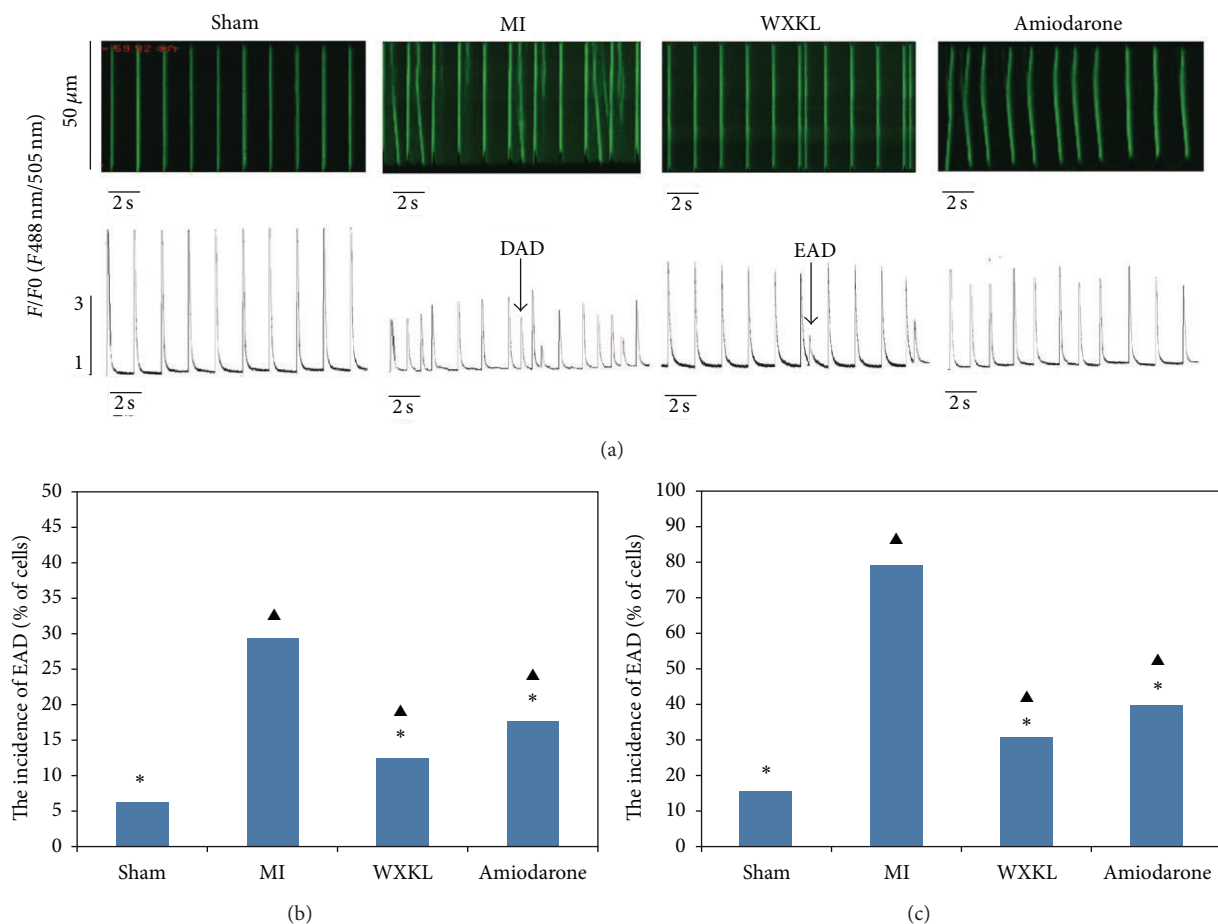 Sham
MI
WXKL
Amiodarone
50 μm
2 s
2 s
2 s
2 s
F/F0 (F488 nm/505 nm)
3
1
DAD
EAD
2 s
2 s
2 s
2 s
(a)
The incidence of EAD (% of cells)
50
45
40
35
30
25
20
15
10
5
0
▲
▲
▲
*
*
*
Sham
MI
WXKL
Amiodarone
(b)
The incidence of EAD (% of cells)
100
90
80
70
60
50
40
30
20
10
0
▲
▲
▲
*
*
*
Sham
MI
WXKL
Amiodarone
(c)